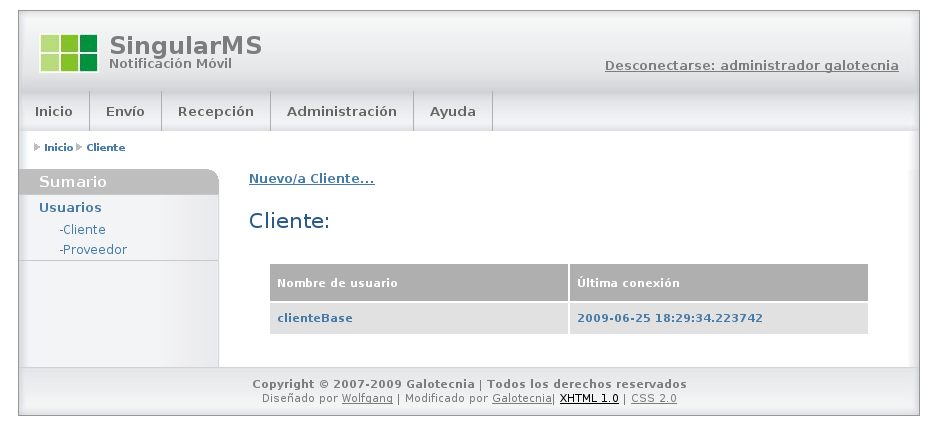 SingularMS
Notificación Móvil
Desconectarse: administrador galotecnia
Inicio Envío Recepción Administración Ayuda
Inicio Cliente
Sumario
Usuarios
-Cliente
-Proveedor
Nuevo/a Cliente...
Cliente:
Nombre de usuario Última conexión
clienteBase 2009-06-25 18:29:34.223742
Copyright © 2007-2009 Galotecnia | Todos los derechos reservados
Diseñado por Wolfgang | Modificado por Galotecnia| XHTML 1.0 | CSS 2.0